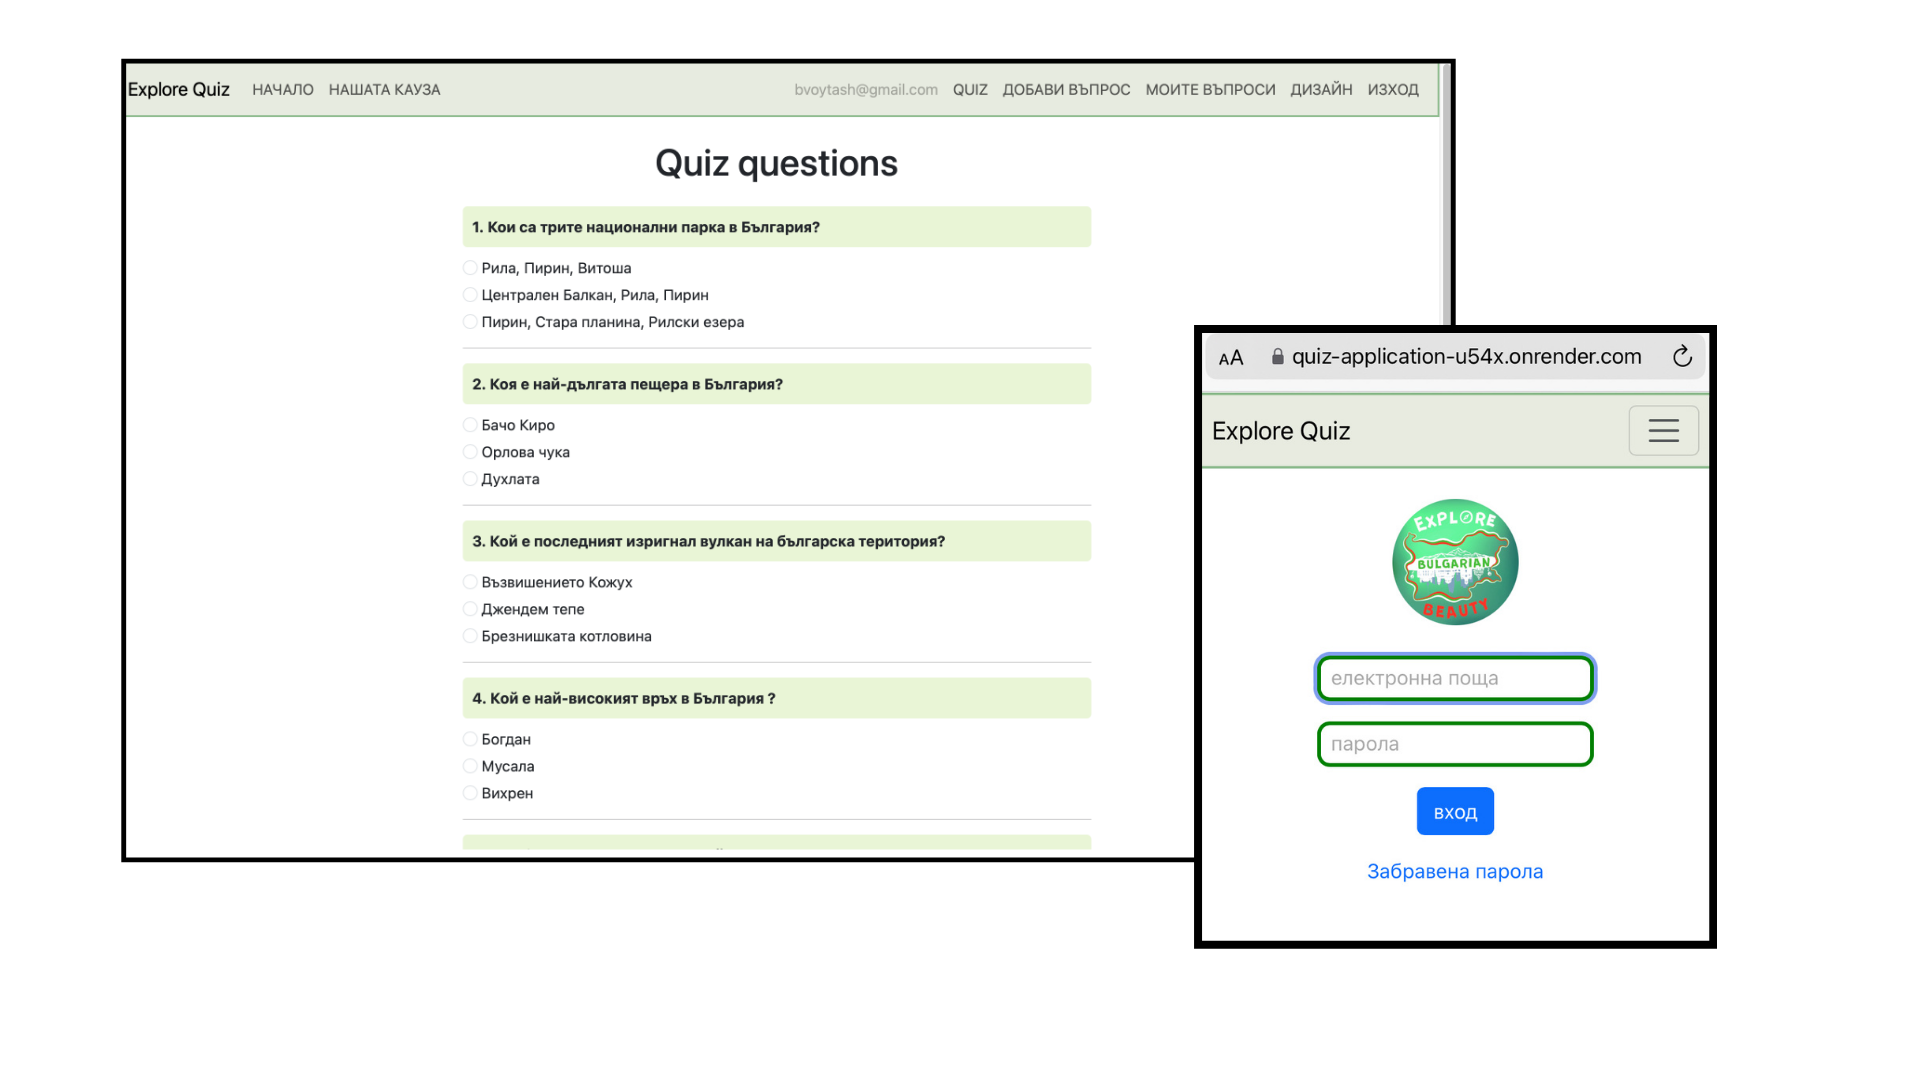 Explore Quiz НАЧАЛО НАШАТА КАУЗА bvoytash@gmail.com QUIZ ДОБАВИ ВЪПРОС МОИТЕ ВЪПРОСИ ДИЗАЙН ИЗХОД
Quiz questions
1. Кои са трите национални парка в България?
Рила, Пирин, Витоша
Централен Балкан, Рила, Пирин
Пирин, Стара планина, Рилски езера
2. Коя е най-дългата пещера в България?
Бачо Киро
Орлова чука
Духлата
3. Кой е последният изригнал вулкан на българска територия?
Възвишението Кожух
Джендем тепе
Брезнишката котловина
4. Кой е най-високият връх в България ?
Богдан
Мусала
Вихрен
AA quiz-application-u54x.onrender.com
Explore Quiz
EXPLORE
BULGARIAN
BEAUTY
електронна поща
парола
вход
Забравена парола